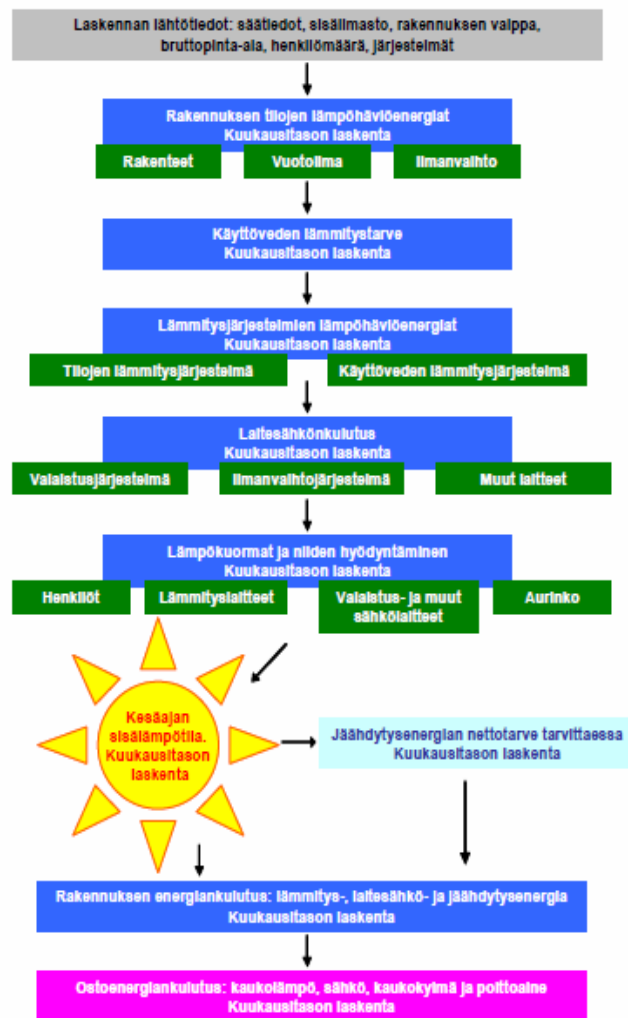 Laskennan lähtötiedot: säätiedot, sisäilmasto, rakennuksen vaippa,
bruttopinta-ala, henkilömäärä, järjestelmät
Rakennuksen tilojen lämpöhäviöenergiat
Kuukausitason laskenta
Rakenteet
Vuotoilma
Ilmanvaihto
Käyttöveden lämmitystarve
Kuukausitason laskenta
Lämmitysjärjestelmien lämpöhäviöenergiat
Kuukausitason laskenta
Tilojen lämmitysjärjestelmä
Käyttöveden lämmitysjärjestelmä
Laitesähkönkulutus
Kuukausitason laskenta
Valaistusjärjestelmä
Ilmanvaihtojärjestelmä
Muut laitteet
Lämpökuormat ja niiden hyödyntäminen
Kuukausitason laskenta
Henkilöt
Lämmityslaitteet
Valaistus- ja muut
sähkölaitteet
Aurinko
Kesäajan
sisälämpötila.
Kuukausitason
laskenta
Jäähdytysenergian nettotarve tarvittaessa
Kuukausitason laskenta
Rakennuksen energiankulutus: lämmitys-, laitesähkö- ja jäähdytysenergia
Kuukausitason laskenta
Ostoenergiankulutus: kaukolämpö, sähkö, kaukokylmä ja polttoaine
Kuukausitason laskenta